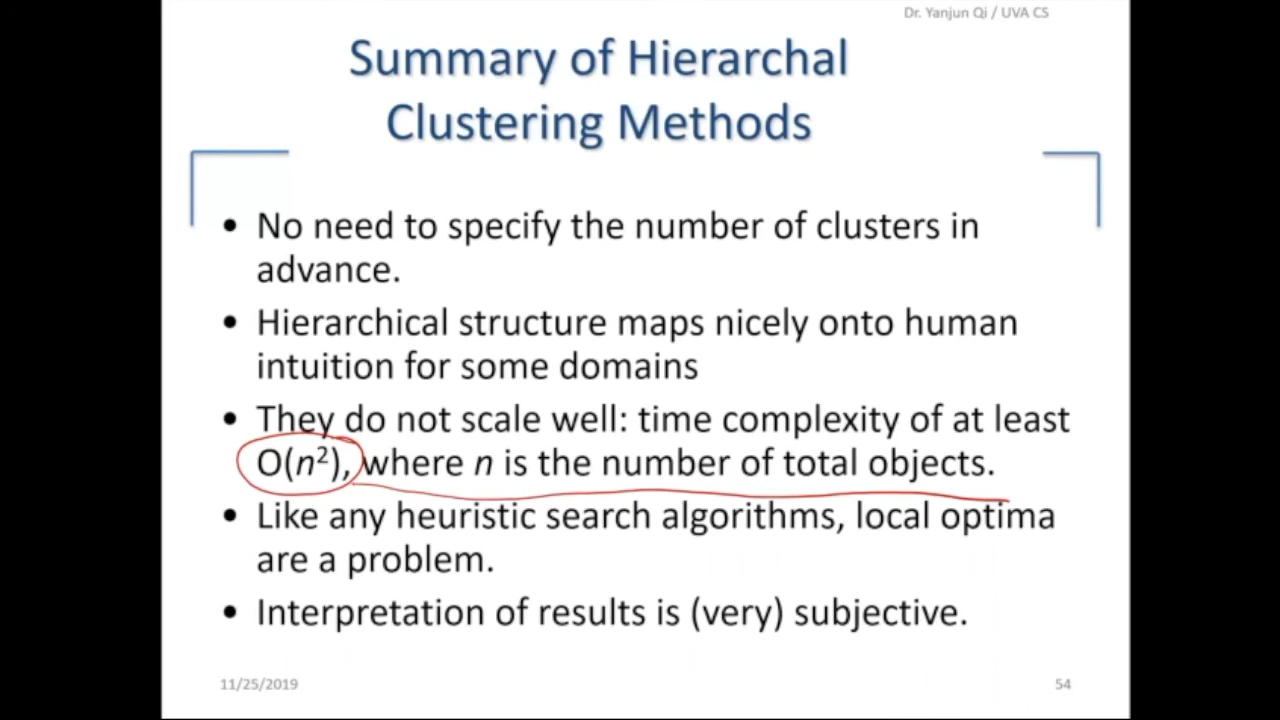 Dr. Yanjun Qi / UVA CS
Summary of Hierarchal
Clustering Methods
• No need to specify the number of clusters in
advance.
• Hierarchical structure maps nicely onto human
intuition for some domains
• They do not scale well: time complexity of at least
O(n²), where n is the number of total objects.
• Like any heuristic search algorithms, local optima
are a problem.
• Interpretation of results is (very) subjective.
11/25/2019 54